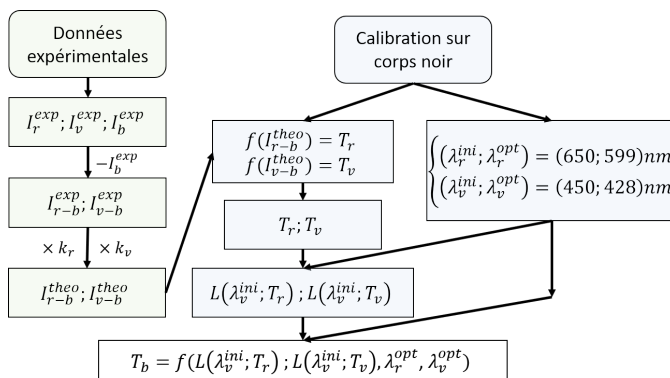 Données
expérimentales
Calibration sur
corps noir
I_r^{exp}; I_v^{exp}; I_b^{exp}
−I_b^{exp}
I_{r−b}^{exp}; I_{v−b}^{exp}
× k_r × k_v
I_{r−b}^{theo}; I_{v−b}^{theo}
f(I_{r−b}^{theo}) = T_r
f(I_{v−b}^{theo}) = T_v
{(λ_r^{ini}; λ_r^{opt}) = (650; 599)nm
(λ_v^{ini}; λ_v^{opt}) = (450; 428)nm
T_r; T_v
L(λ_v^{ini}; T_r) ; L(λ_v^{ini}; T_v)
T_b = f(L(λ_v^{ini}; T_r) ; L(λ_v^{ini}; T_v), λ_r^{opt}, λ_v^{opt})